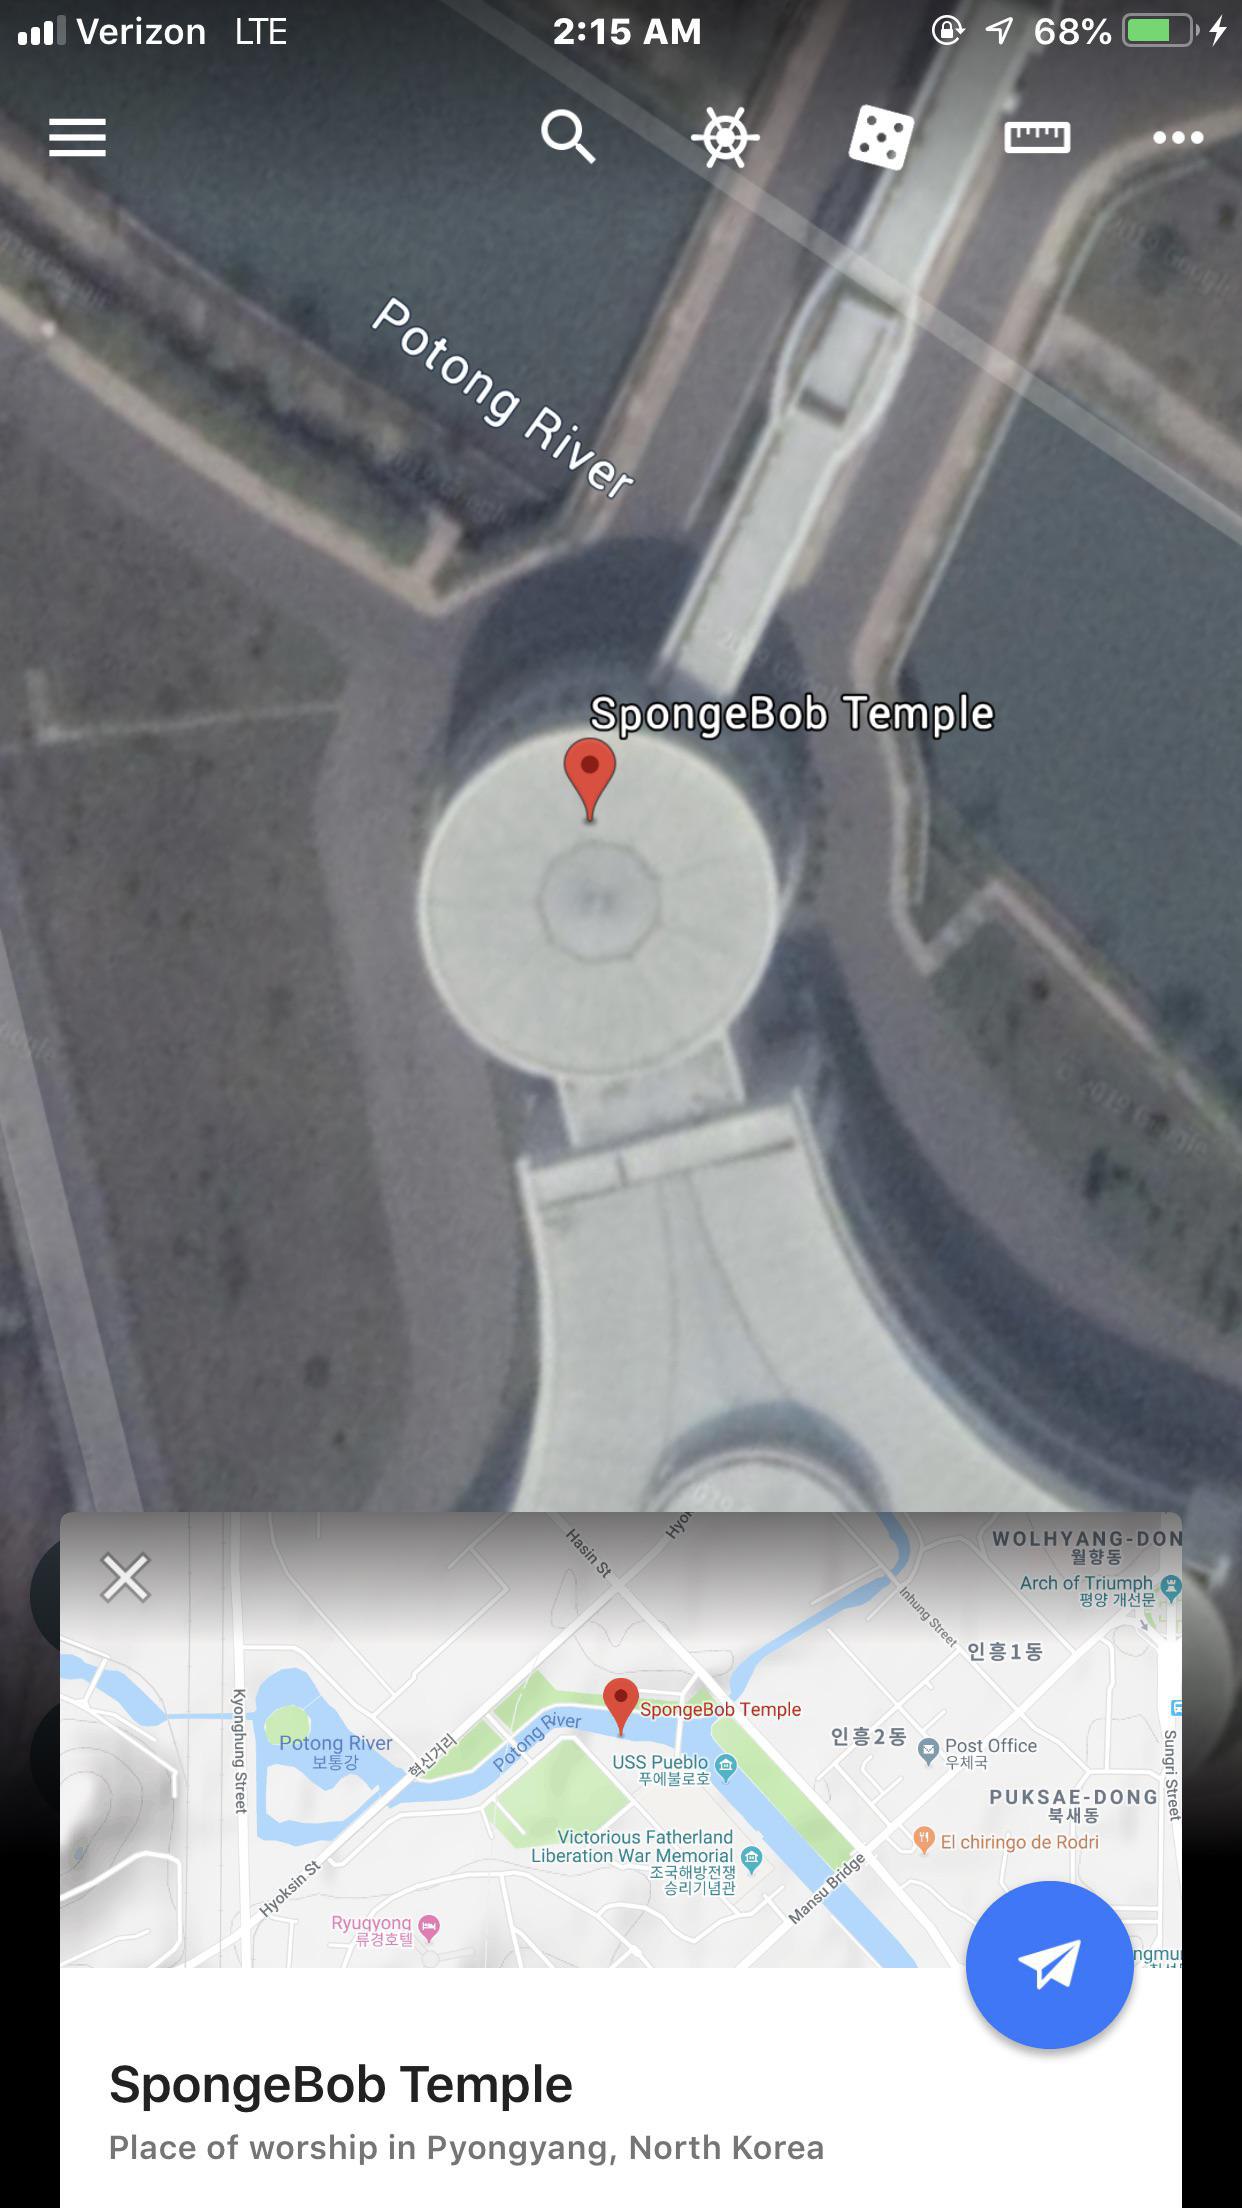 Verizon LTE 2:15 AM 68%
Potong River
SpongeBob Temple
© 2019 Google
Hasin St
WOLHYANG-DON
월향동
Arch of Triumph
평양 개선문
Inhung Street
인흥1동
Kyonghung Street
Potong River
보통강
혁신거리
Potong River
SpongeBob Temple
USS Pueblo
푸에블로호
인흥2동
Post Office
우체국
Sungri Street
PUKSAE-DONG
북새동
El chiringo de Rodri
Victorious Fatherland
Liberation War Memorial
조국해방전쟁
승리기념관
Mansu Bridge
Hyoksin St
Ryugyong
류경호텔
SpongeBob Temple
Place of worship in Pyongyang, North Korea